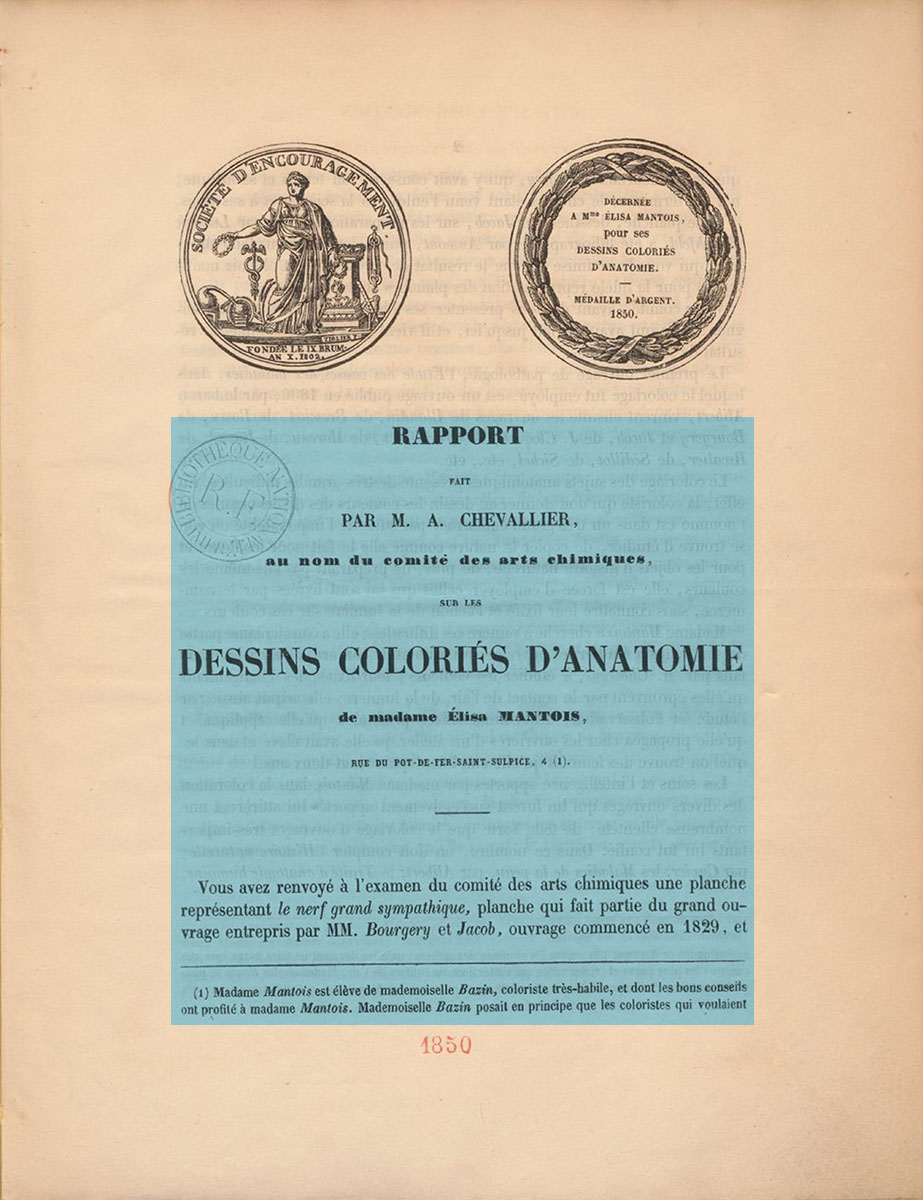 SOCIÉTÉ D'ENCOURAGEMENT
FONDÉE LE IX BRUM.
AN X. 1802.
DÉCERNÉE
A Mme ÉLISA MANTOIS,
pour ses
DESSINS COLORIÉS
D'ANATOMIE.
MÉDAILLE D'ARGENT.
1850.
RAPPORT
FAIT
PAR M. A. CHEVALLIER,
au nom du comité des arts chimiques,
SUR LES
DESSINS COLORIÉS D'ANATOMIE
de madame Élisa MANTOIS,
RUE DU POT-DE-FER-SAINT-SULPICE, 4 (1).
Vous avez renvoyé à l'examen du comité des arts chimiques une planche
représentant le nerf grand sympathique, planche qui fait partie du grand ou-
vrage entrepris par MM. Bourgery et Jacob, ouvrage commencé en 1829, et
(1) Madame Mantois est élève de mademoiselle Bazin, coloriste très-habile, et dont les bons conseils
ont profité à madame Mantois. Mademoiselle Bazin posait en principe que les coloristes qui voulaient
1850